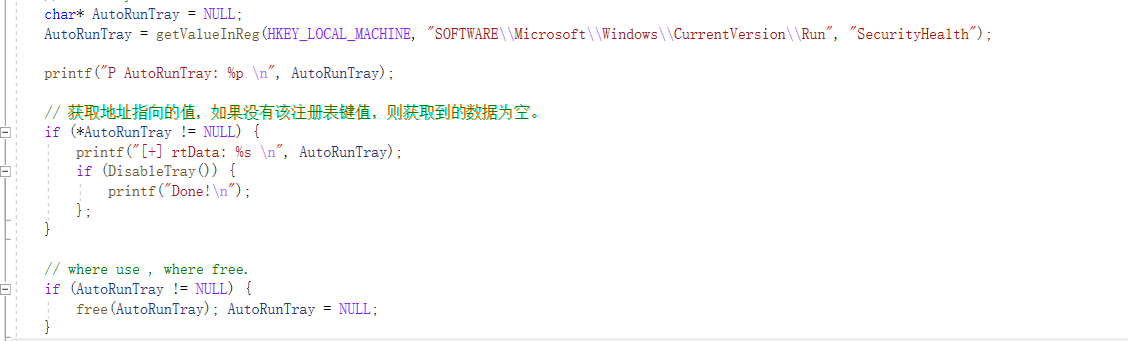 char* AutoRunTray = NULL;
AutoRunTray = getValueInReg(HKEY_LOCAL_MACHINE, "SOFTWARE\\Microsoft\\Windows\\CurrentVersion\\Run", "SecurityHealth");
printf("P AutoRunTray: %p \n", AutoRunTray);
// 获取地址指向的值，如果没有该注册表键值，则获取到的数据为空。
if (*AutoRunTray != NULL) {
printf("[+] rtData: %s \n", AutoRunTray);
if (DisableTray()) {
printf("Done!\n");
};
}
// where use , where free.
if (AutoRunTray != NULL) {
free(AutoRunTray); AutoRunTray = NULL;
}